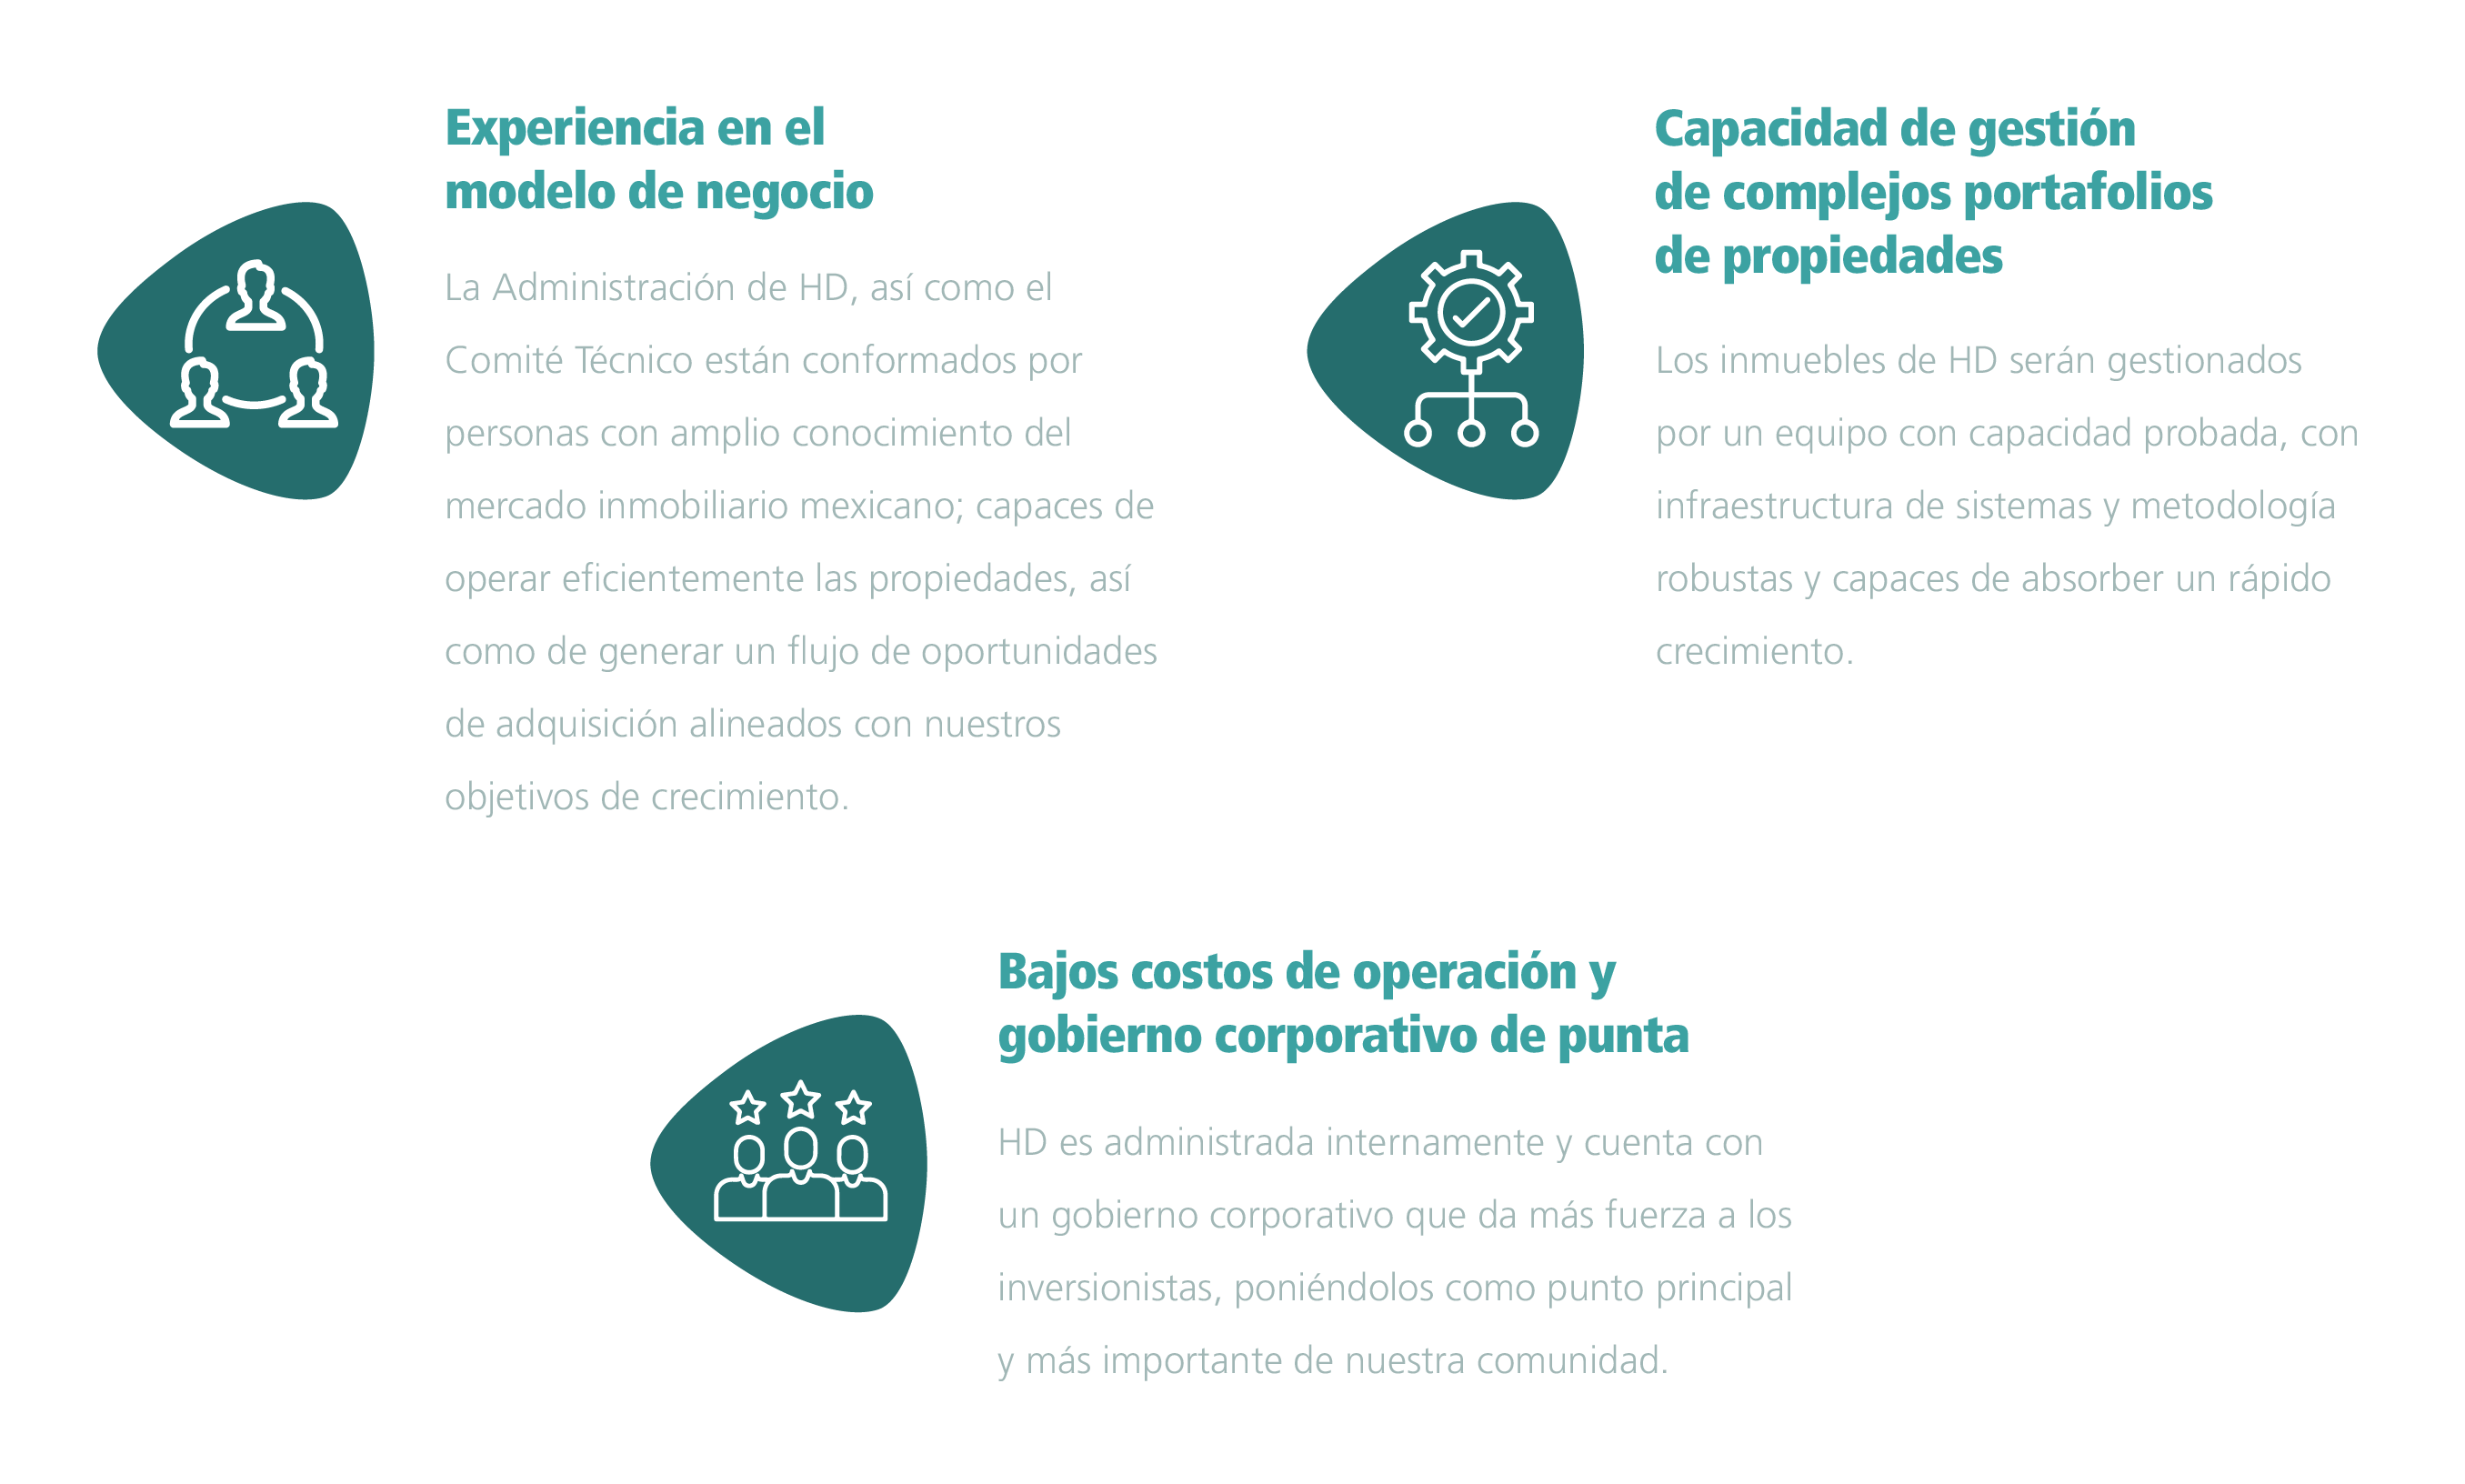 Experiencia en el
modelo de negocio
La Administración de HD, así como el
Comité Técnico están conformados por
personas con amplio conocimiento del
mercado inmobiliario mexicano; capaces de
operar eficientemente las propiedades, así
como de generar un flujo de oportunidades
de adquisición alineados con nuestros
objetivos de crecimiento.
Capacidad de gestión
de complejos portafolios
de propiedades
Los inmuebles de HD serán gestionados
por un equipo con capacidad probada, con
infraestructura de sistemas y metodología
robustas y capaces de absorber un rápido
crecimiento.
Bajos costos de operación y
gobierno corporativo de punta
HD es administrada internamente y cuenta con
un gobierno corporativo que da más fuerza a los
inversionistas, poniéndolos como punto principal
y más importante de nuestra comunidad.